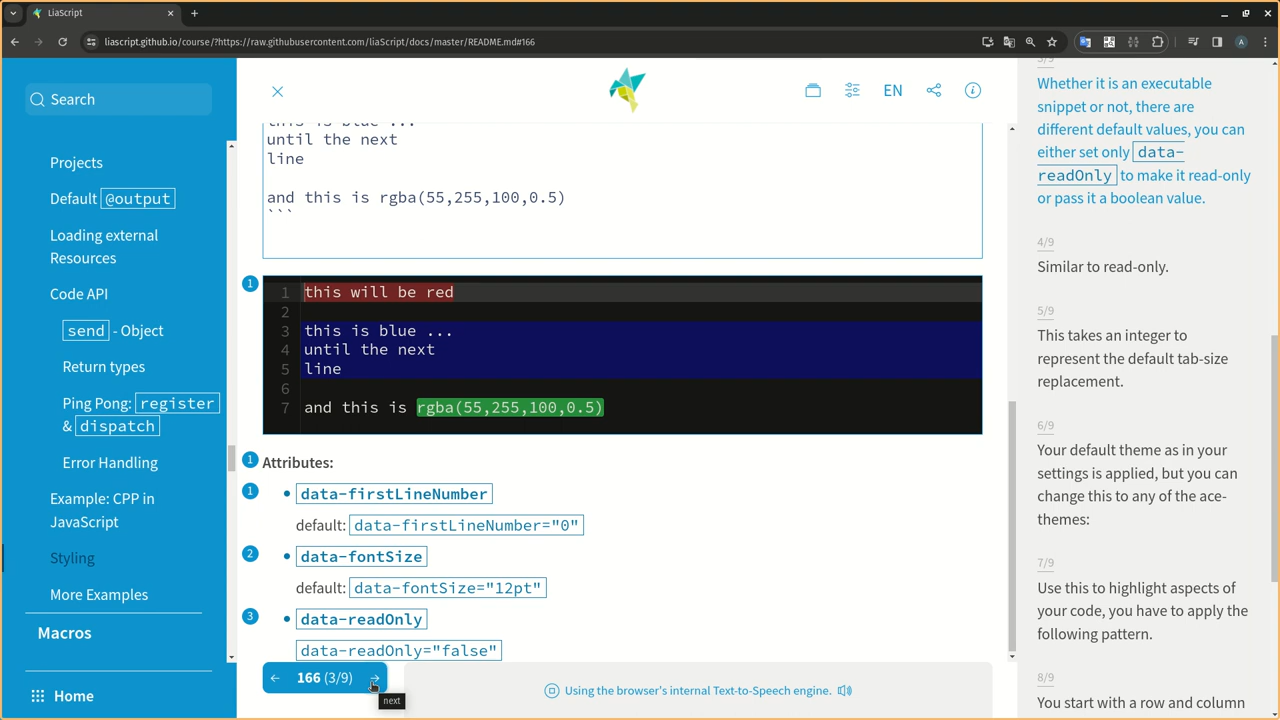 LiaScript
liascript.github.io/course/?https://raw.githubusercontent.com/liaScript/docs/master/README.md#166
A
Search
Projects
Default @output
Loading external
Resources
Code API
send - Object
Return types
Ping Pong: register
& dispatch
Error Handling
Example: CPP in
JavaScript
Styling
More Examples
Macros
Home
EN
this is blue ...
until the next
line
and this is rgba(55,255,100,0.5)
```
1
1 this will be red
2
3 this is blue ...
4 until the next
5 line
6
7 and this is rgba(55,255,100,0.5)
1 Attributes:
1 • data-firstLineNumber
default: data-firstLineNumber="0"
2 • data-fontSize
default: data-fontSize="12pt"
3 • data-readOnly
data-readOnly="false"
← 166 (3/9) →
next
Using the browser's internal Text-to-Speech engine.
3/9
Whether it is an executable
snippet or not, there are
different default values, you can
either set only data-
readOnly to make it read-only
or pass it a boolean value.
4/9
Similar to read-only.
5/9
This takes an integer to
represent the default tab-size
replacement.
6/9
Your default theme as in your
settings is applied, but you can
change this to any of the ace-
themes:
7/9
Use this to highlight aspects of
your code, you have to apply the
following pattern.
8/9
You start with a row and column